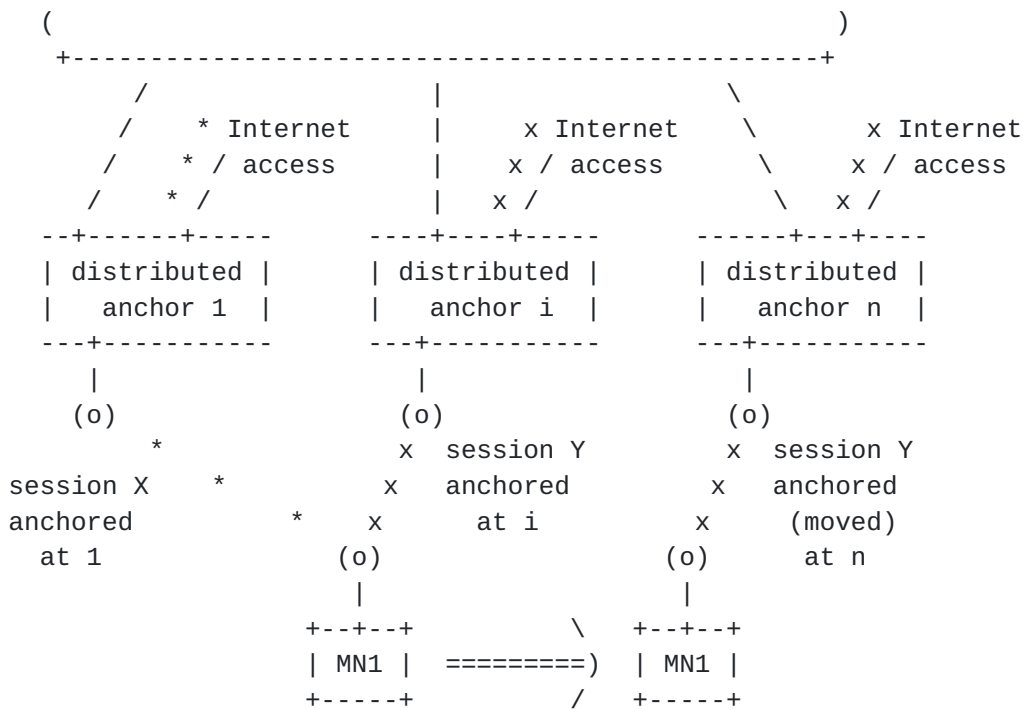 (                                                   )
   +------------------------------------------------+
        /                  |                  \
       /    * Internet     |     x Internet    \       x Internet
      /    * / access      |    x / access      \     x / access
     /    * /              |   x /               \   x /
  --+------+-----      ----+----+-----      ------+---+----
  | distributed |      | distributed |      | distributed |
  |   anchor 1  |      |   anchor i  |      |   anchor n  |
  ---+-----------      ---+-----------      ---+-----------
     |                    |                    |
    (o)                  (o)                  (o)
         *               x  session Y         x  session Y
session X    *          x   anchored         x   anchored
anchored          *    x      at i          x     (moved)
  at 1               (o)                  (o)      at n
                      |                    |
                   +--+--+          \   +--+--+
                   | MN1 |  =========)  | MN1 |
                   +-----+          /   +-----+